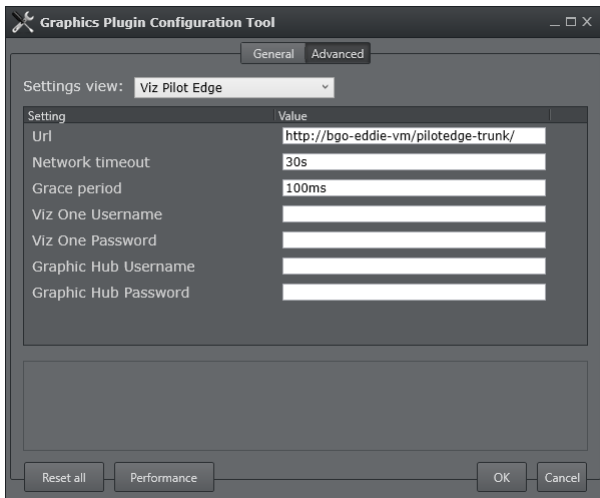 Graphics Plugin Configuration Tool
General Advanced
Settings view: Viz Pilot Edge
Setting Value
Url http://bgo-eddie-vm/pilotedge-trunk/
Network timeout 30s
Grace period 100ms
Viz One Username
Viz One Password
Graphic Hub Username
Graphic Hub Password
Reset all Performance OK Cancel